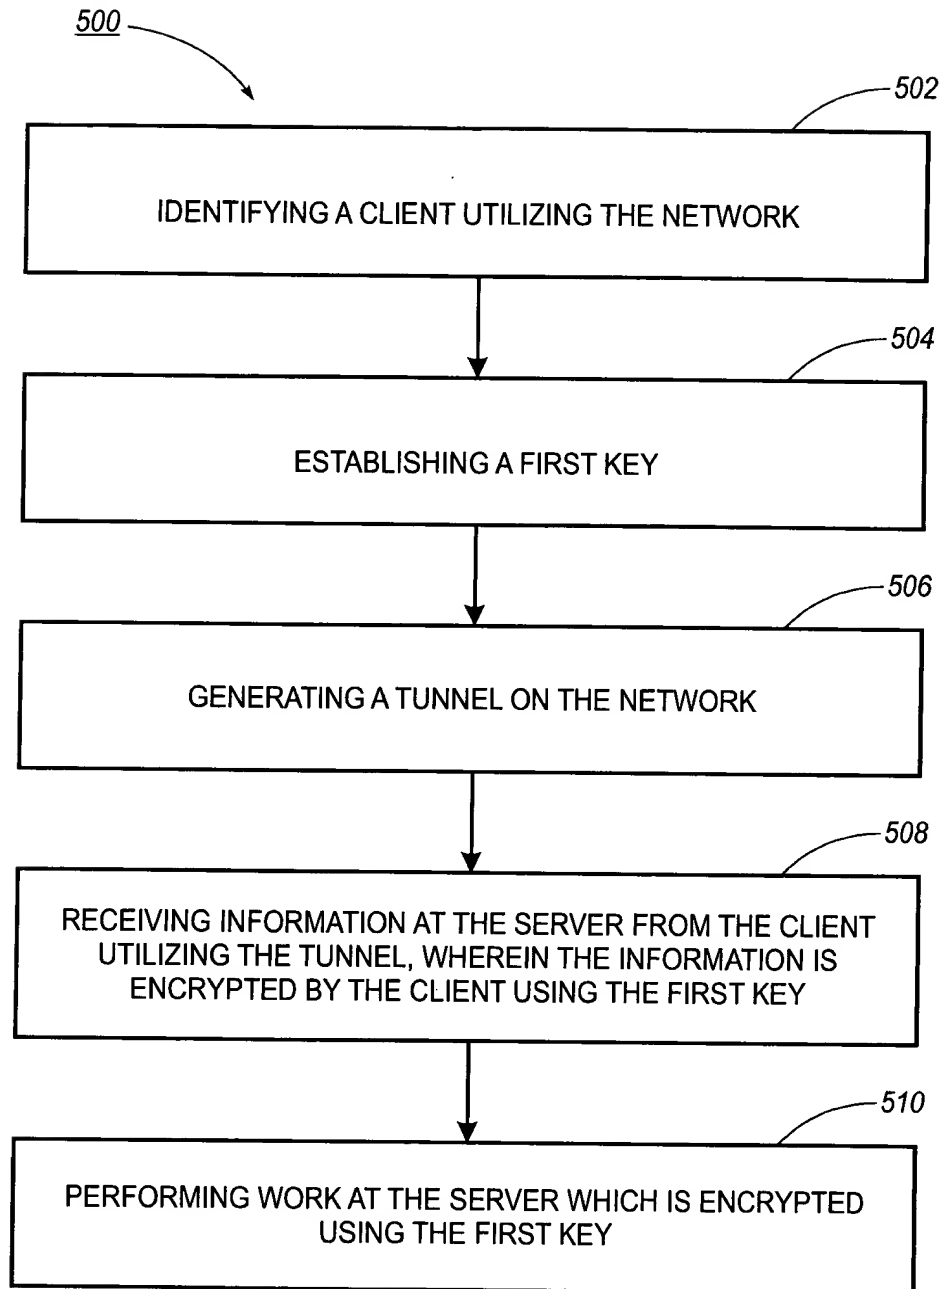 500
502
IDENTIFYING A CLIENT UTILIZING THE NETWORK
504
ESTABLISHING A FIRST KEY
506
GENERATING A TUNNEL ON THE NETWORK
508
RECEIVING INFORMATION AT THE SERVER FROM THE CLIENT
UTILIZING THE TUNNEL, WHEREIN THE INFORMATION IS
ENCRYPTED BY THE CLIENT USING THE FIRST KEY
510
PERFORMING WORK AT THE SERVER WHICH IS ENCRYPTED
USING THE FIRST KEY